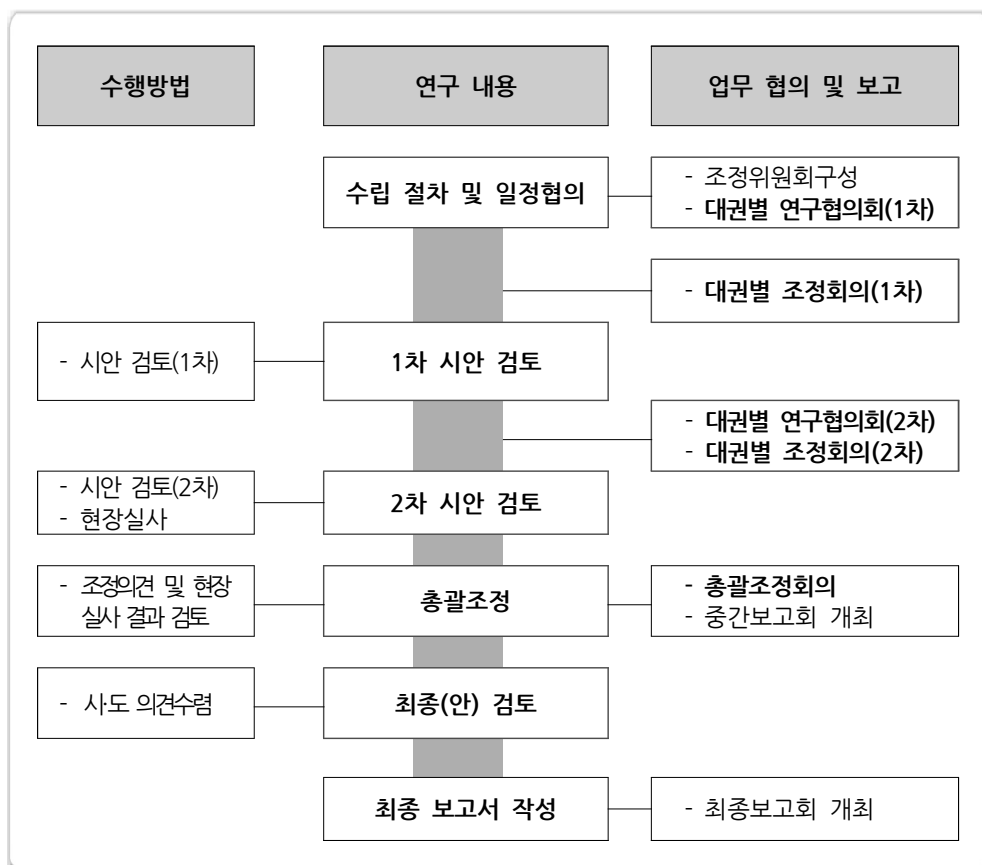 수행방법
연구 내용
업무 협의 및 보고
수립 절차 및 일정협의
- 조정위원회구성
- 대권별 연구협의회(1차)
- 대권별 조정회의(1차)
- 시안 검토(1차)
1차 시안 검토
- 대권별 연구협의회(2차)
- 대권별 조정회의(2차)
- 시안 검토(2차)
- 현장실사
2차 시안 검토
- 조정의견 및 현장
실사 결과 검토
총괄조정
- 총괄조정회의
- 중간보고회 개최
- 시·도 의견수렴
최종(안) 검토
최종 보고서 작성
- 최종보고회 개최